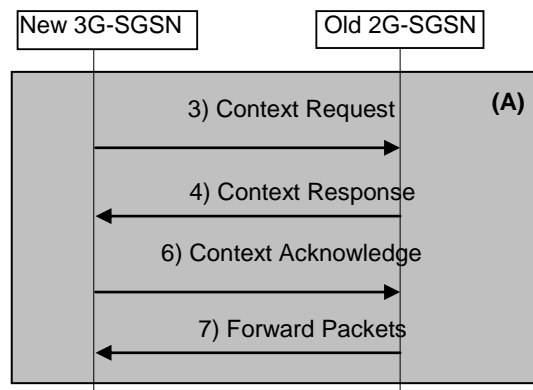 New 3G-SGSN
Old 2G-SGSN
(A)
3) Context Request
4) Context Response
6) Context Acknowledge
7) Forward Packets